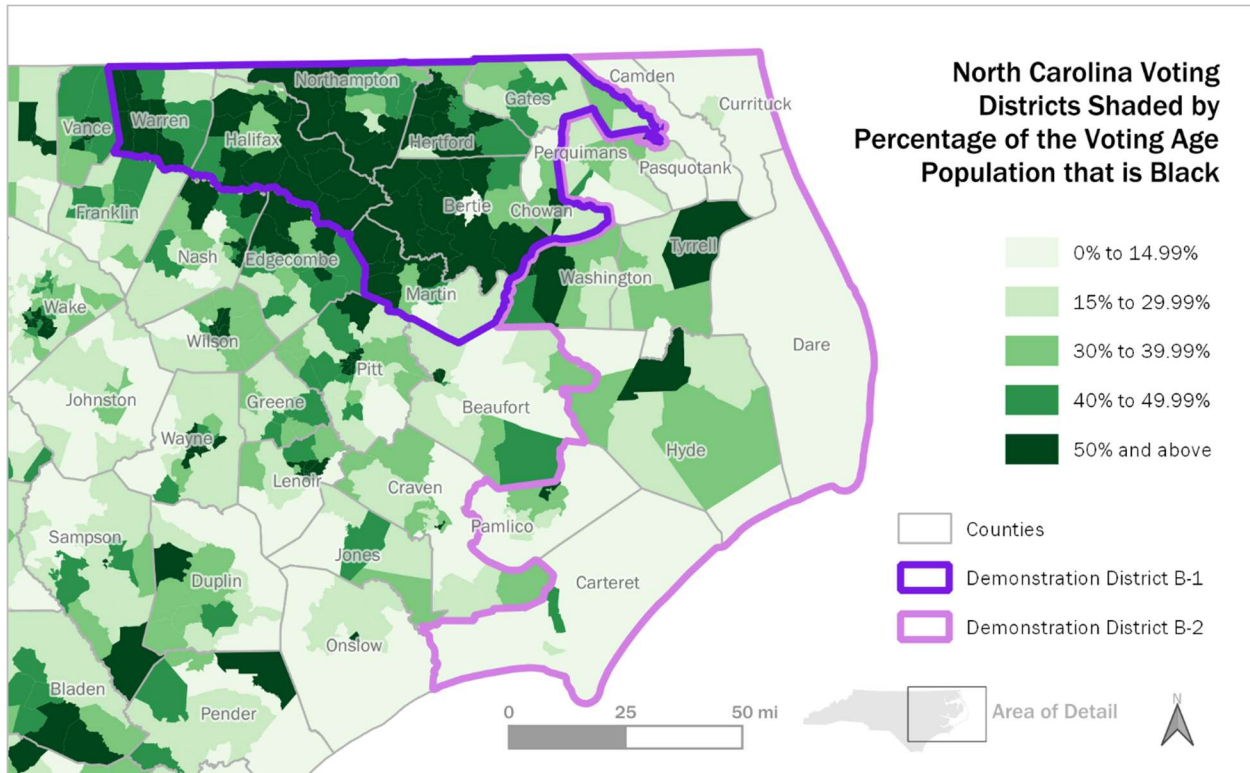 North Carolina Voting
Districts Shaded by
Percentage of the Voting Age
Population that is Black
0% to 14.99%
15% to 29.99%
30% to 39.99%
40% to 49.99%
50% and above
Counties
Demonstration District B-1
Demonstration District B-2
Area of Detail
N
0 25 50 mi
Camden
Currituck
Northampton
Gates
Vance
Warren
Halifax
Hertford
Perquimans
Pasquotank
Franklin
Bertie
Chowan
Tyrrell
Nash
Edgecombe
Washington
Martin
Wake
Wilson
Dare
Pitt
Johnston
Greene
Beaufort
Wayne
Hyde
Lenoir
Craven
Pamlico
Sampson
Jones
Duplin
Carteret
Onslow
Bladen
Pender